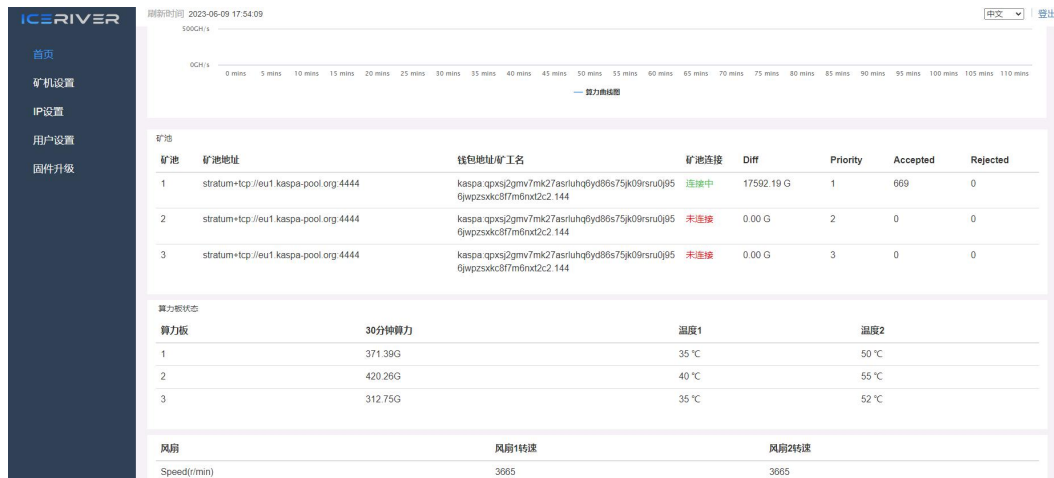 ICERIVER
刷新时间 2023-06-09 17:54:09
中文
登出
首页
矿机设置
IP设置
用户设置
固件升级
500GH/s
0GH/s
0 mins 5 mins 10 mins 15 mins 20 mins 25 mins 30 mins 35 mins 40 mins 45 mins 50 mins 55 mins 60 mins 65 mins 70 mins 75 mins 80 mins 85 mins 90 mins 95 mins 100 mins 105 mins 110 mins
算力曲线图
矿池
矿池 矿池地址 钱包地址/矿工名 矿池连接 Diff Priority Accepted Rejected
1 stratum+tcp://eu1.kaspa-pool.org:4444 kaspa:qpxsj2gmv7mk27asrluhq6yd86s75jk09rsru0j95 连接中 17592.19 G 1 669 0
6jwpzsxkc8f7m6nxt2c2.144
2 stratum+tcp://eu1.kaspa-pool.org:4444 kaspa:qpxsj2gmv7mk27asrluhq6yd86s75jk09rsru0j95 未连接 0.00 G 2 0 0
6jwpzsxkc8f7m6nxt2c2.144
3 stratum+tcp://eu1.kaspa-pool.org:4444 kaspa:qpxsj2gmv7mk27asrluhq6yd86s75jk09rsru0j95 未连接 0.00 G 3 0 0
6jwpzsxkc8f7m6nxt2c2.144
算力板状态
算力板 30分钟算力 温度1 温度2
1 371.39G 35 ℃ 50 ℃
2 420.26G 40 ℃ 55 ℃
3 312.75G 35 ℃ 52 ℃
风扇 风扇1转速 风扇2转速
Speed(r/min) 3665 3665